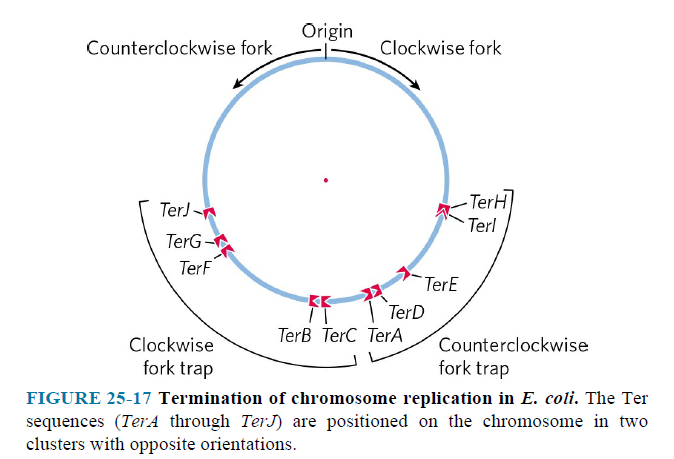 Origin
Counterclockwise fork
Clockwise fork
TerJ
TerH
TerI
TerG
TerF
TerE
TerD
TerB TerC TerA
Clockwise
fork trap
Counterclockwise
fork trap
FIGURE 25-17 Termination of chromosome replication in E. coli. The Ter
sequences (TerA through TerJ) are positioned on the chromosome in two
clusters with opposite orientations.